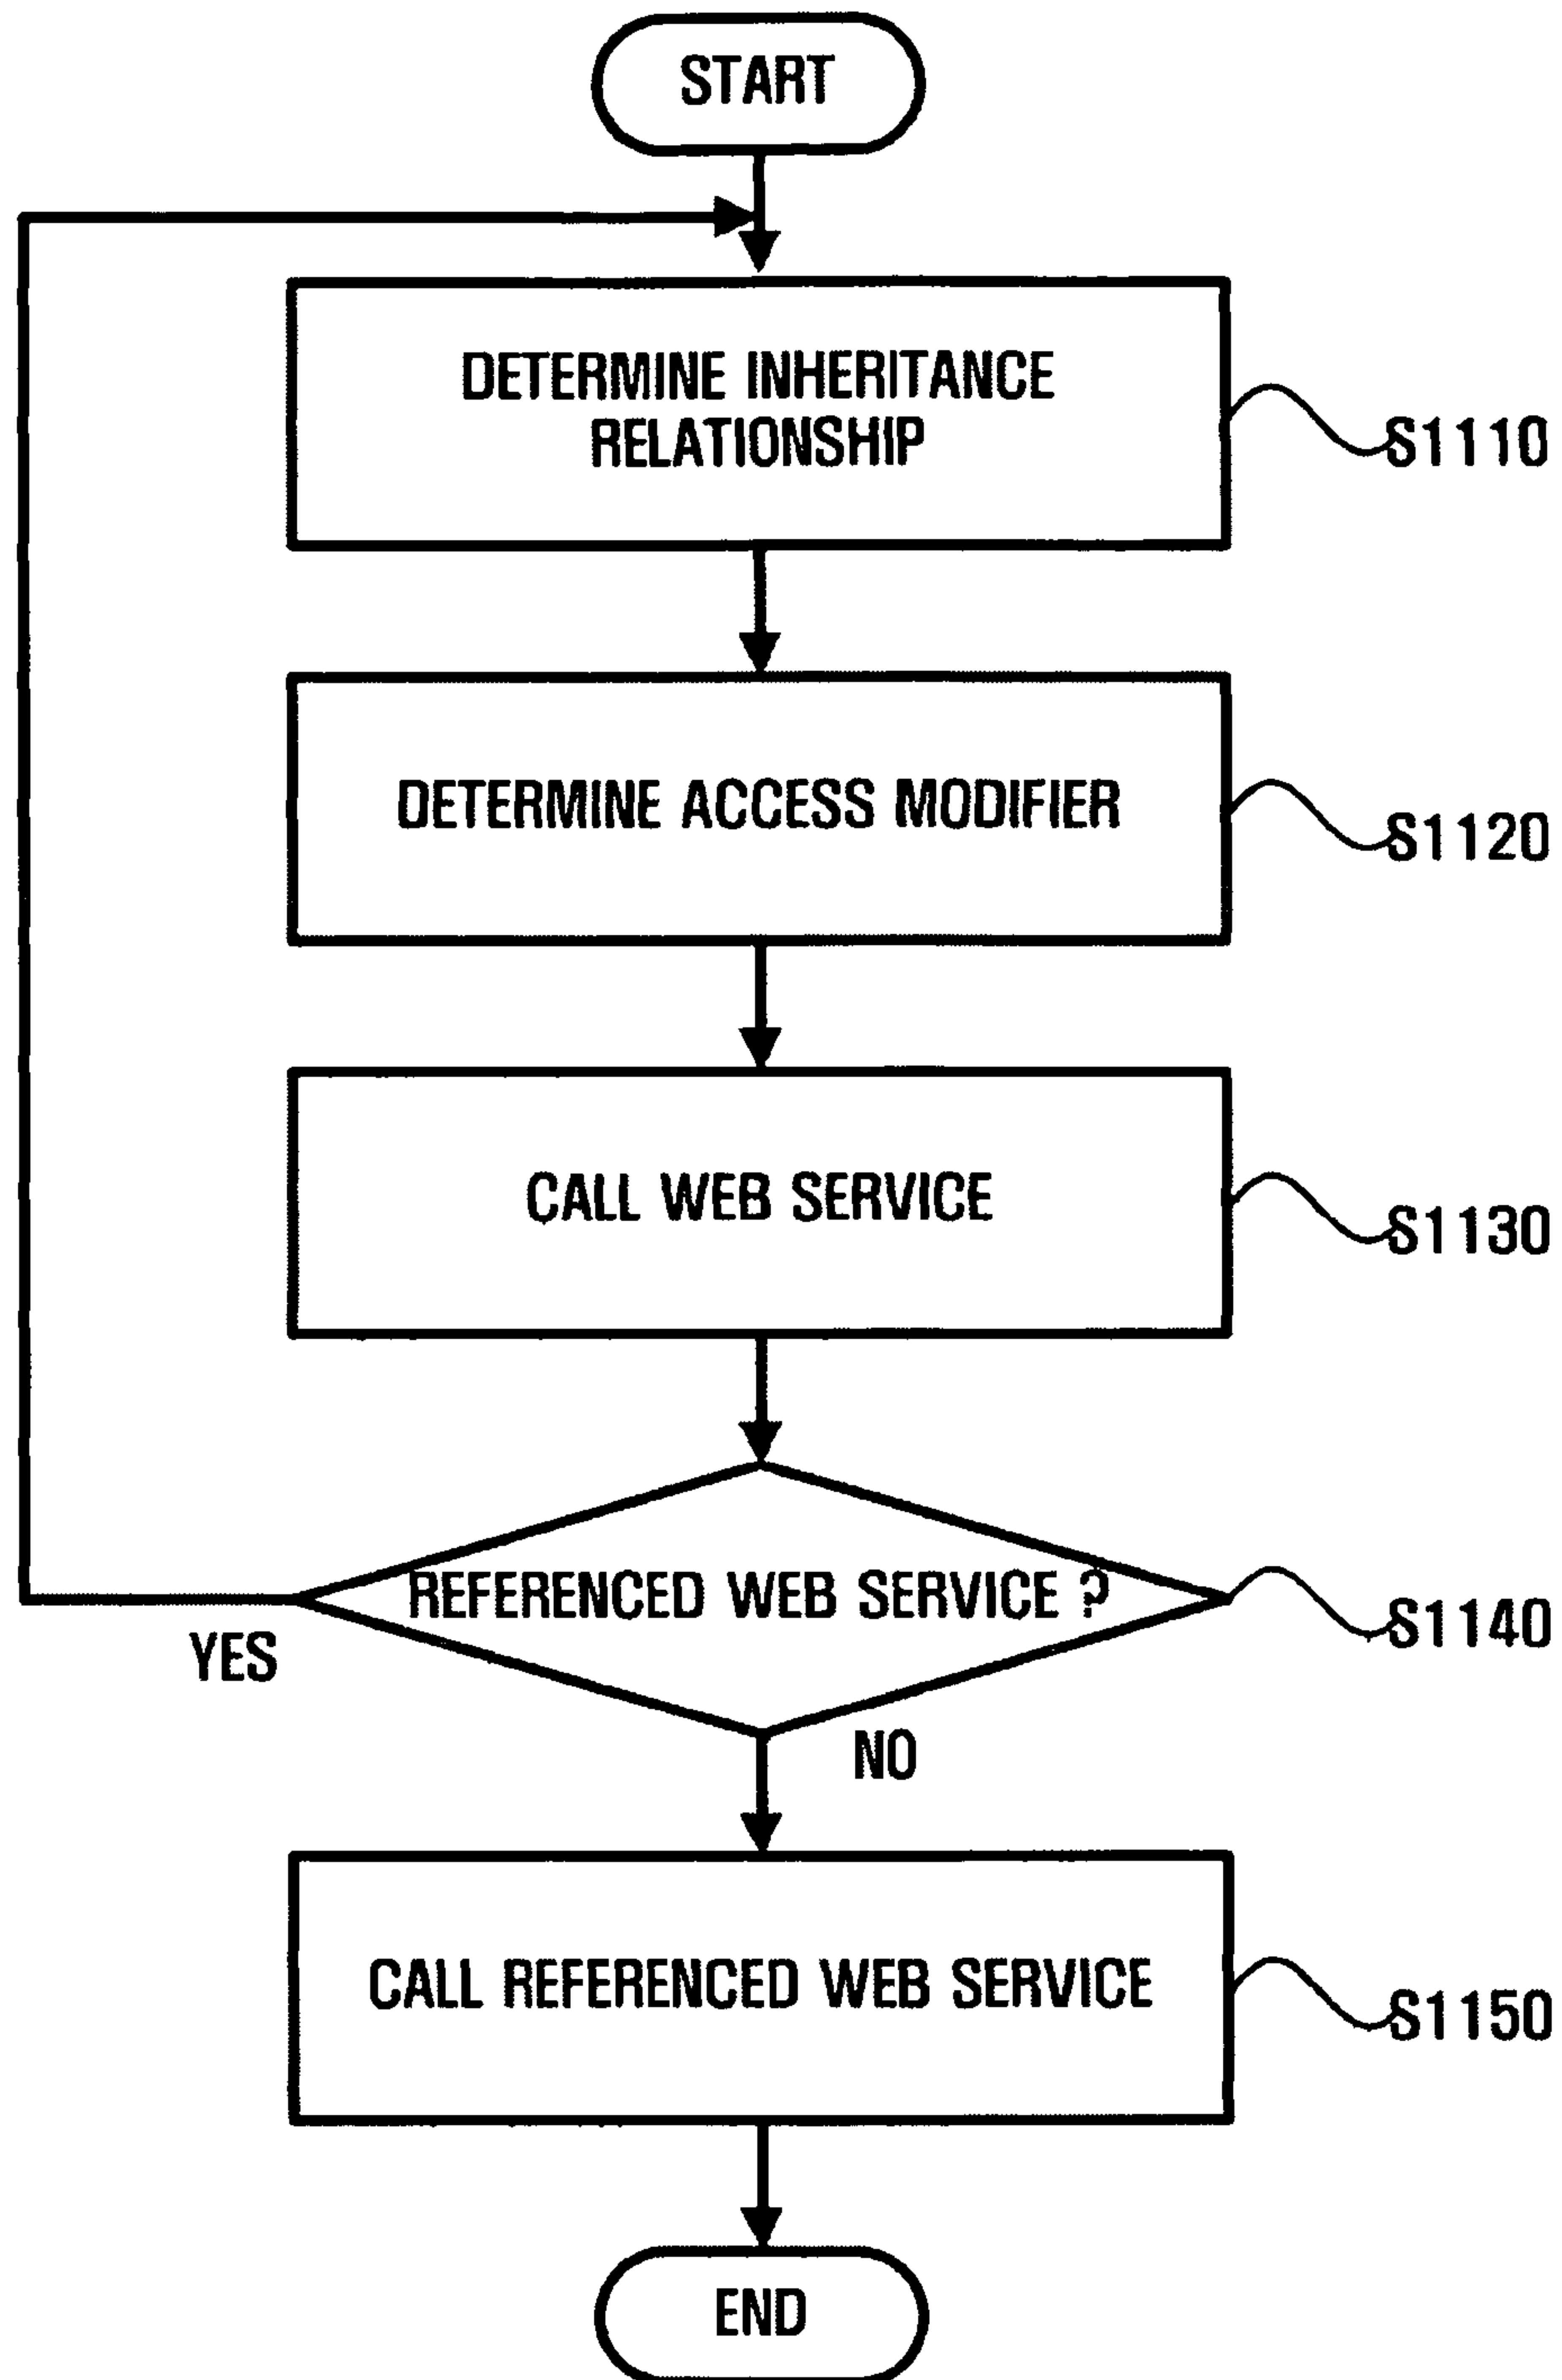 START
DETERMINE INHERITANCE
RELATIONSHIP
S1110
DETERMINE ACCESS MODIFIER
S1120
CALL WEB SERVICE
S1130
REFERENCED WEB SERVICE ?
S1140
YES
NO
CALL REFERENCED WEB SERVICE
S1150
END